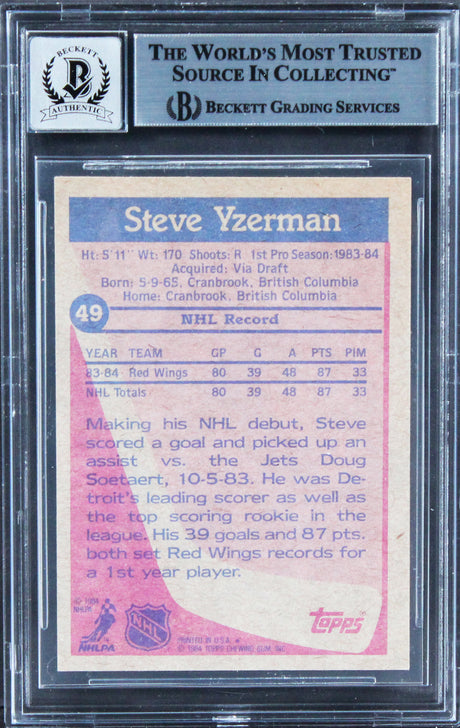 BECKETT
B
AUTHENTIC
THE WORLD'S MOST TRUSTED
SOURCE IN COLLECTING™
B BECKETT GRADING SERVICES
Steve Yzerman
Ht: 5'11" Wt: 170 Shoots: R 1st Pro Season: 1983-84
Acquired: Via Draft
Born: 5-9-65, Cranbrook, British Columbia
Home: Cranbrook, British Columbia
49
NHL Record
YEAR TEAM GP G A PTS PIM
83-84 Red Wings 80 39 48 87 33
NHL Totals 80 39 48 87 33
Making his NHL debut, Steve
scored a goal and picked up an
assist vs. the Jets Doug
Soetaert, 10-5-83. He was De-
troit's leading scorer as well as
the top scoring rookie in the
league. His 39 goals and 87 pts.
both set Red Wings records for
a 1st year player.
© 1984
NHLPA
NHLPA
NHL
topps®
PRINTED IN U.S.A.
© 1984 TOPPS CHEWING GUM, INC.